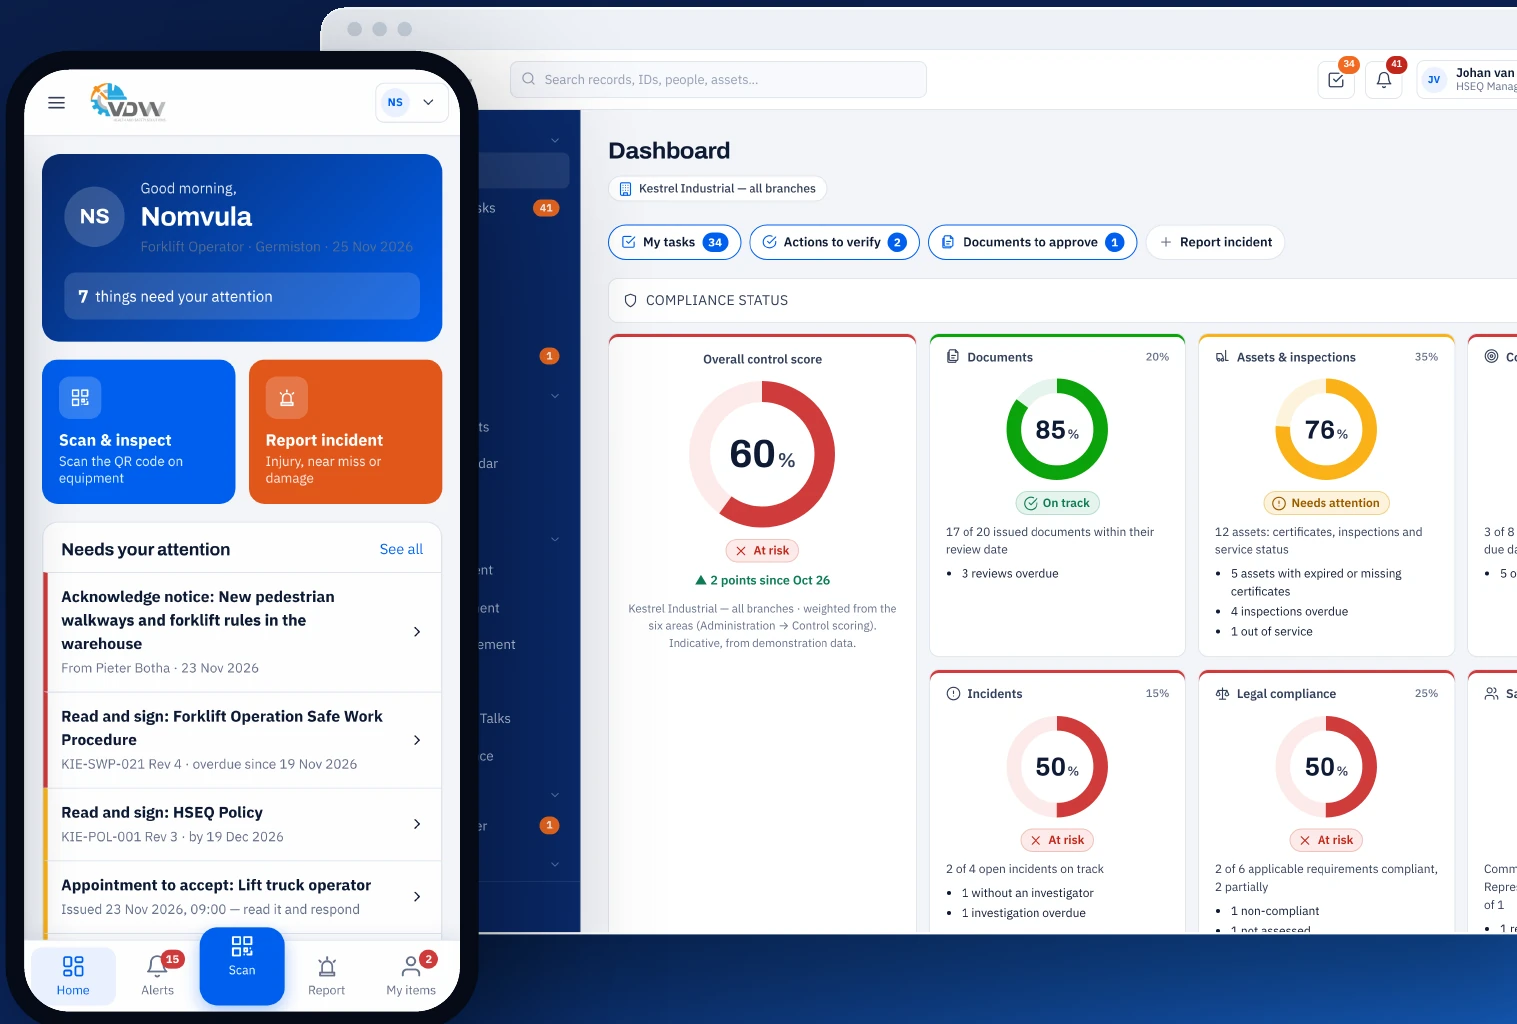 VDW
NS
Good morning,
NS
Nomvula
Forklift Operator · Germiston · 25 Nov 2026
7 things need your attention
Scan & inspect
Scan the QR code on
equipment
Report incident
Injury, near miss or
damage
Needs your attention
See all
Acknowledge notice: New pedestrian
walkways and forklift rules in the
warehouse
From Pieter Botha · 23 Nov 2026
Read and sign: Forklift Operation Safe Work
Procedure
KIE-SWP-021 Rev 4 · overdue since 19 Nov 2026
Read and sign: HSEQ Policy
KIE-POL-001 Rev 3 · by 19 Dec 2026
Appointment to accept: Lift truck operator
Issued 23 Nov 2026, 09:00 — read it and respond
Home
Alerts
15
Scan
Report
My items
2
Search records, IDs, people, assets...
34
41
JV
Johan van
HSEQ Manag
sks
41
1
ts
dar
nt
ent
ement
Talks
ce
er
1
Dashboard
Kestrel Industrial — all branches
My tasks 34
Actions to verify 2
Documents to approve 1
Report incident
COMPLIANCE STATUS
Overall control score
60%
At risk
2 points since Oct 26
Kestrel Industrial — all branches · weighted from the
six areas (Administration → Control scoring).
Indicative, from demonstration data.
Documents 20%
85%
On track
17 of 20 issued documents within their
review date
• 3 reviews overdue
Assets & inspections 35%
76%
Needs attention
12 assets: certificates, inspections and
service status
• 5 assets with expired or missing
certificates
• 4 inspections overdue
• 1 out of service
Co
3 of 8
due da
• 5 o
Incidents 15%
50%
At risk
2 of 4 open incidents on track
• 1 without an investigator
• 1 investigation overdue
Legal compliance 25%
50%
At risk
2 of 6 applicable requirements compliant,
2 partially
• 1 non-compliant
• 1 not assessed
Sa
Comm
Repres
of 1
• 1 re